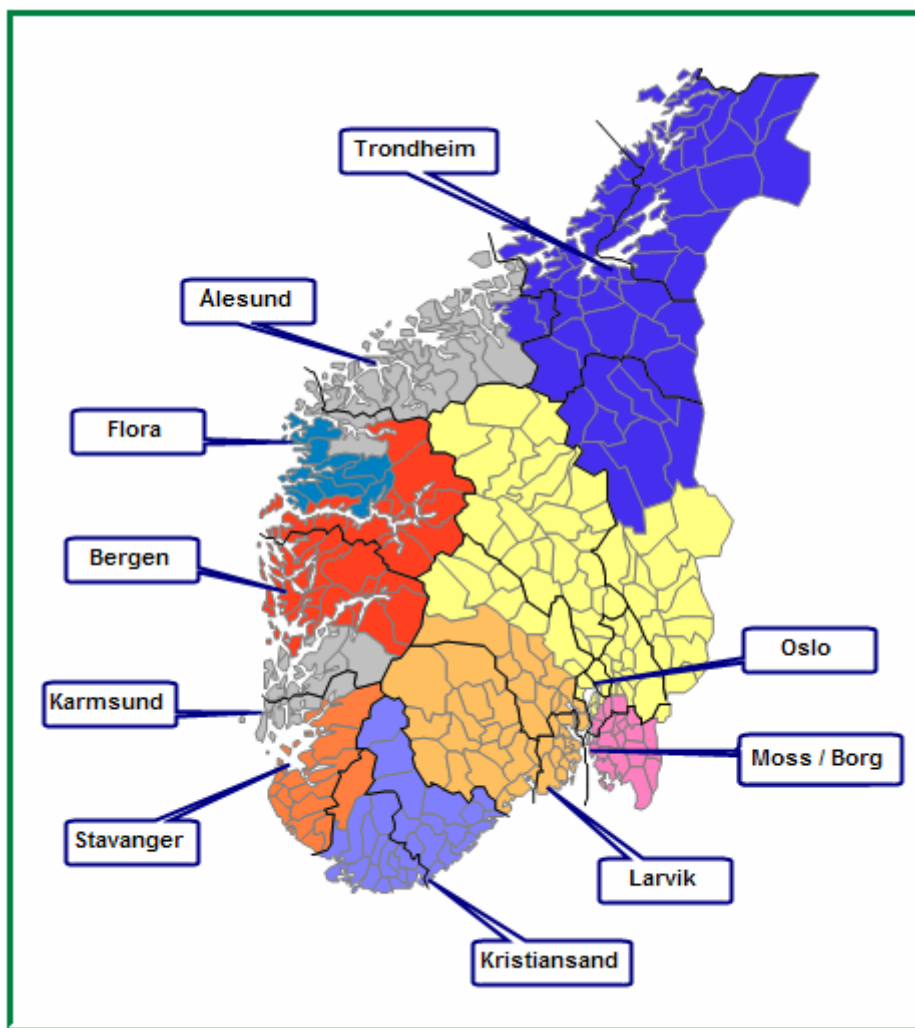 Trondheim
Ålesund
Flora
Bergen
Oslo
Karmsund
Moss / Borg
Stavanger
Larvik
Kristiansand